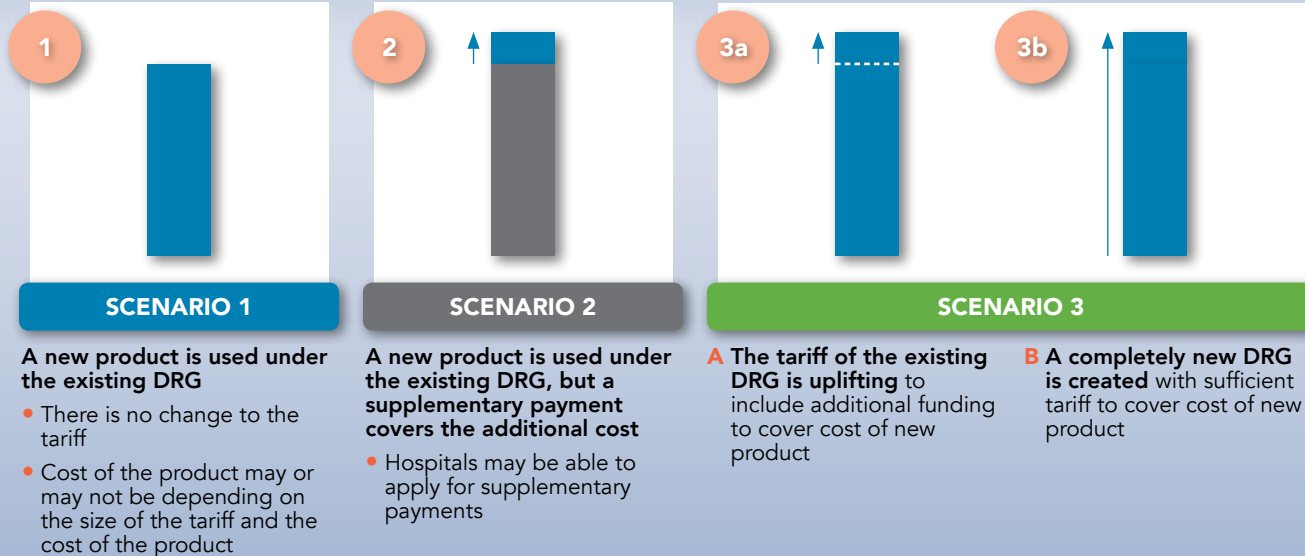 1
2
3a
3b
SCENARIO 1
SCENARIO 2
SCENARIO 3
A new product is used under
the existing DRG
• There is no change to the
tariff
• Cost of the product may or
may not be depending on
the size of the tariff and the
cost of the product
A new product is used under
the existing DRG, but a
supplementary payment
covers the additional cost
• Hospitals may be able to
apply for supplementary
payments
A The tariff of the existing
DRG is uplifting to
include additional funding
to cover cost of new
product
B A completely new DRG
is created with sufficient
tariff to cover cost of new
product